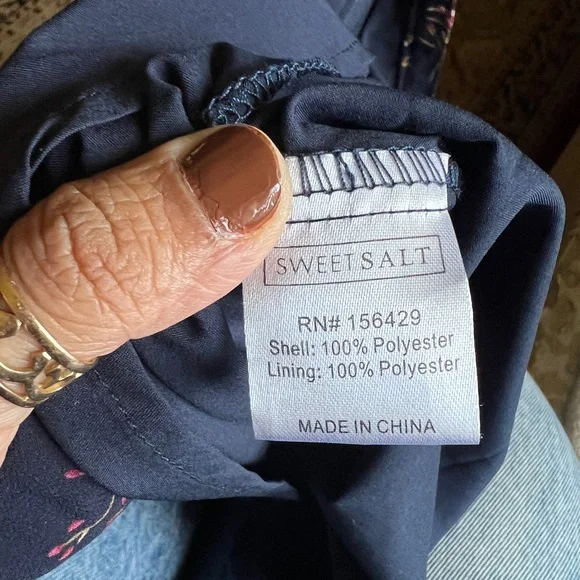 SWEET SALT
RN# 156429
Shell: 100% Polyester
Lining: 100% Polyester
MADE IN CHINA